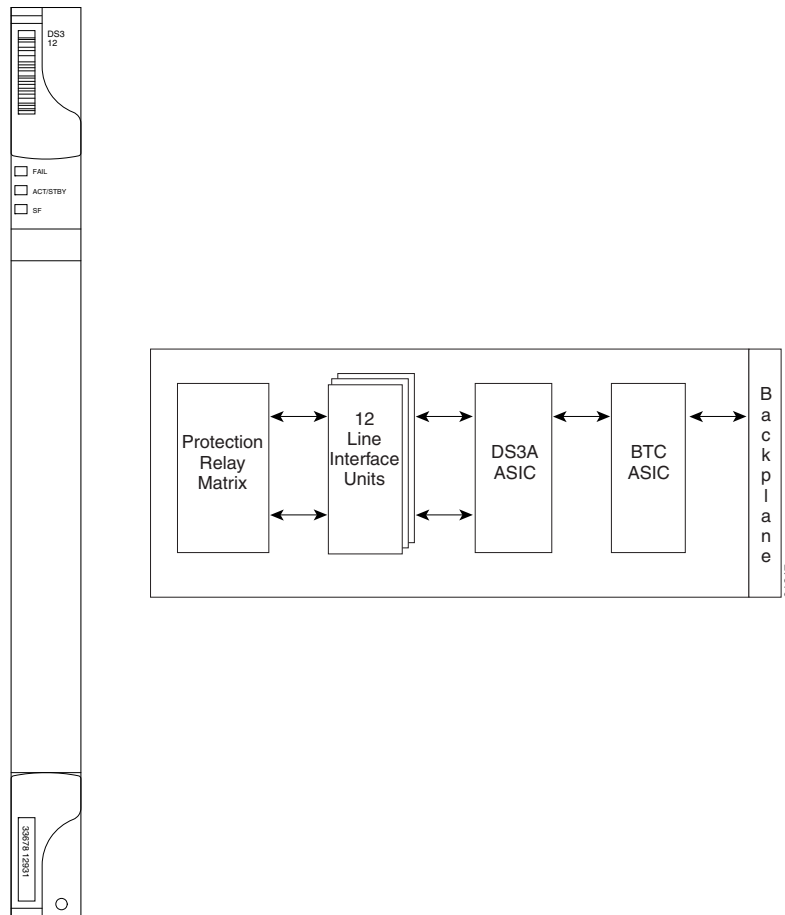 DS3
12
FAIL
ACT/STBY
SF
Protection
Relay
Matrix
12
Line
Interface
Units
DS3A
ASIC
BTC
ASIC
Backplane
33678 12931